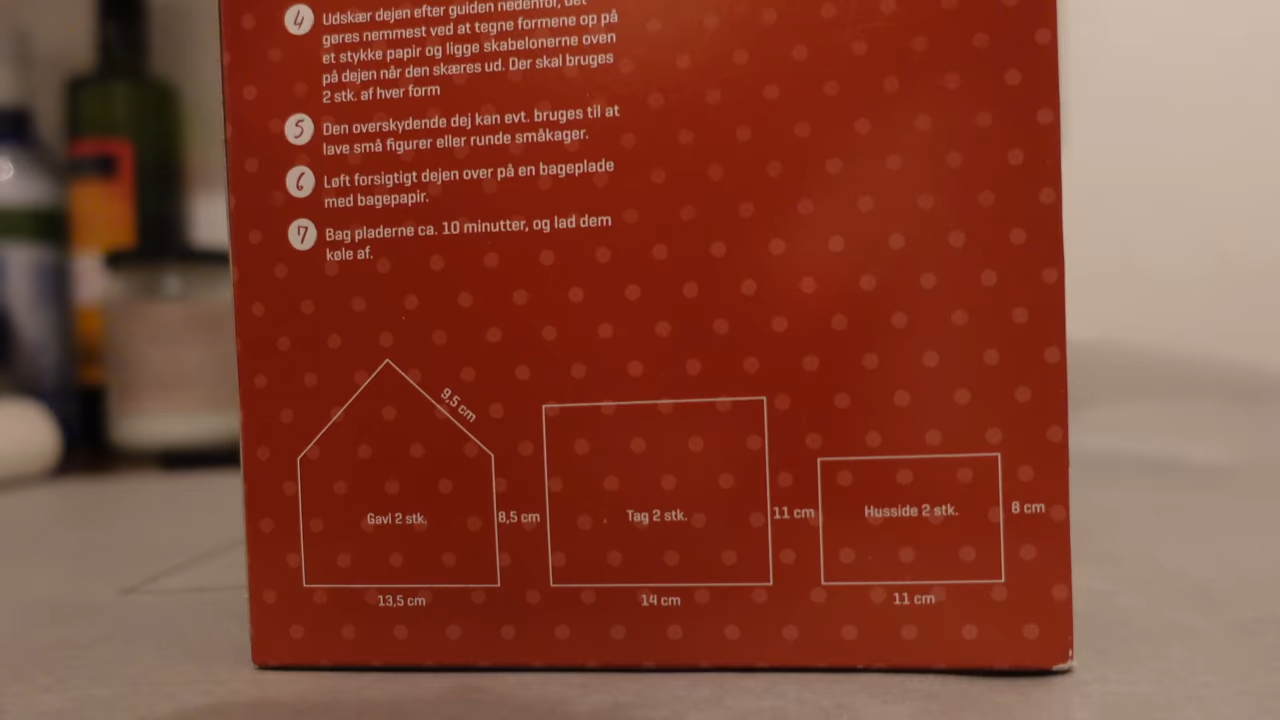 4 Udskær dejen efter guiden nedenfor, det
gøres nemmest ved at tegne formene op på
et stykke papir og ligge skabelonerne oven
på dejen når den skæres ud. Der skal bruges
2 stk. af hver form
5 Den overskydende dej kan evt. bruges til at
lave små figurer eller runde småkager.
6 Løft forsigtigt dejen over på en bageplade
med bagepapir.
7 Bag pladerne ca. 10 minutter, og lad dem
køle af.
9,5 cm
Gavl 2 stk.
8,5 cm
13,5 cm
Tag 2 stk.
11 cm
14 cm
Husside 2 stk.
8 cm
11 cm